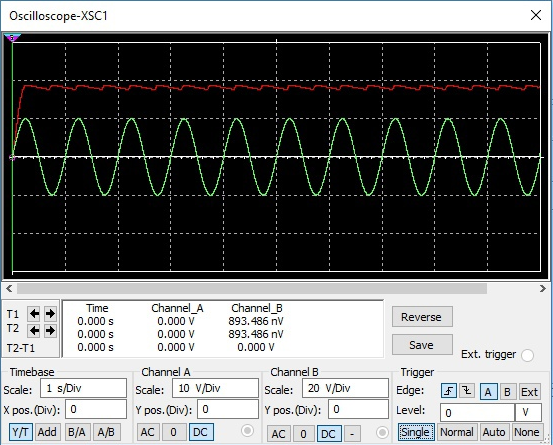 Oscilloscope-XSC1
T1
T2
T2-T1
Time Channel_A Channel_B
0.000 s 0.000 V 893.486 nV
0.000 s 0.000 V 893.486 nV
0.000 s 0.000 V 0.000 V
Reverse
Save
Ext. trigger
Timebase
Scale: 1 s/Div
X pos.(Div): 0
Y/T Add B/A A/B
Channel A
Scale: 10 V/Div
Y pos.(Div): 0
AC 0 DC
Channel B
Scale: 20 V/Div
Y pos.(Div): 0
AC 0 DC -
Trigger
Edge: A B Ext
Level: 0 V
Single Normal Auto None